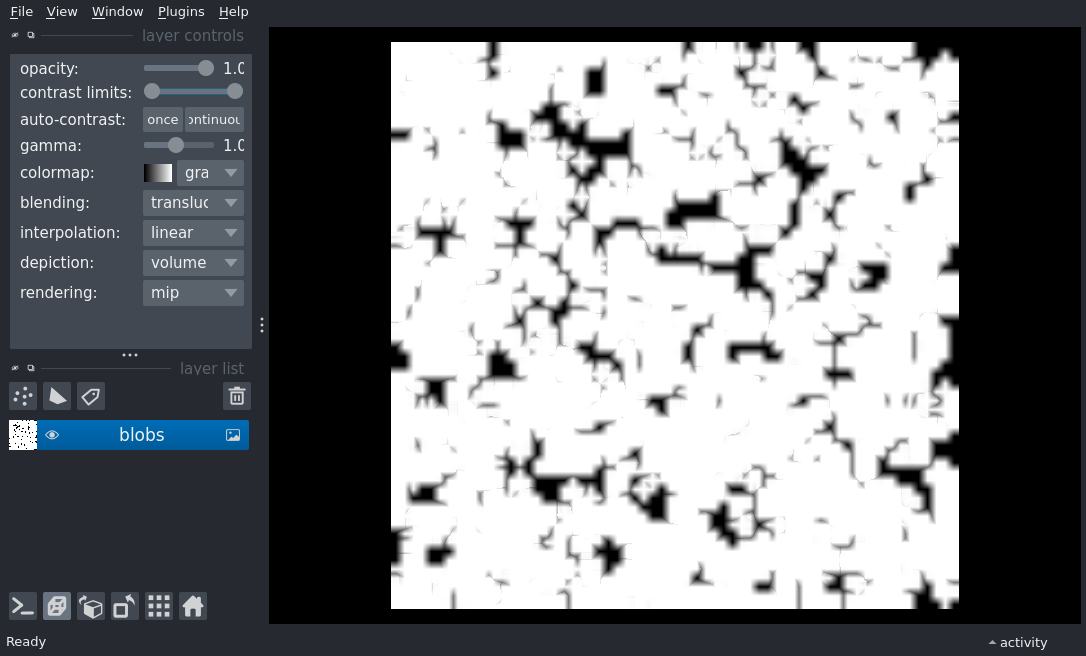 File View Window Plugins Help
layer controls
opacity: 1.0
contrast limits:
auto-contrast: once ontinuou
gamma: 1.0
colormap: gra
blending: transluc
interpolation: linear
depiction: volume
rendering: mip
layer list
blobs
Ready activity